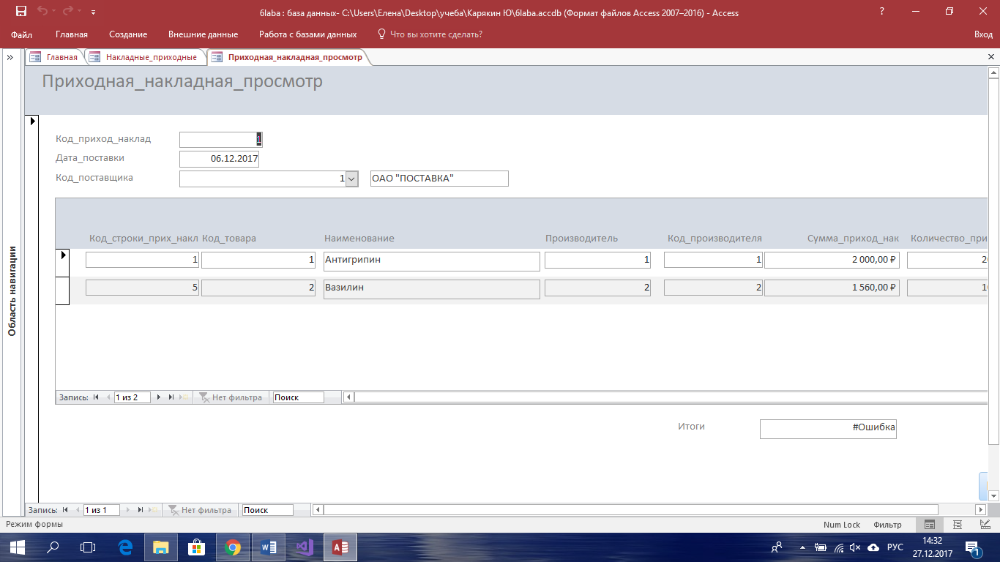 6laba : база данных- C:\Users\Елена\Desktop\учеба\Карякин Ю\6laba.accdb (Формат файлов Access 2007–2016) - Access
Файл Главная Создание Внешние данные Работа с базами данных Что вы хотите сделать? Вход
Главная Накладные_приходные Приходная_накладная_просмотр
Приходная_накладная_просмотр
Область навигации
Код_приход_наклад 1
Дата_поставки 06.12.2017
Код_поставщика 1 ОАО "ПОСТАВКА"
Код_строки_прих_накл Код_товара Наименование Производитель Код_производителя Сумма_приход_нак Количество_при
1 1 Антигрипин 1 1 2 000,00 ₽
5 2 Вазилин 2 2 1 560,00 ₽
Запись: 1 из 2 Нет фильтра Поиск
Итоги #Ошибка
Запись: 1 из 1 Нет фильтра Поиск
Режим формы Num Lock Фильтр
РУС 14:32
27.12.2017 1